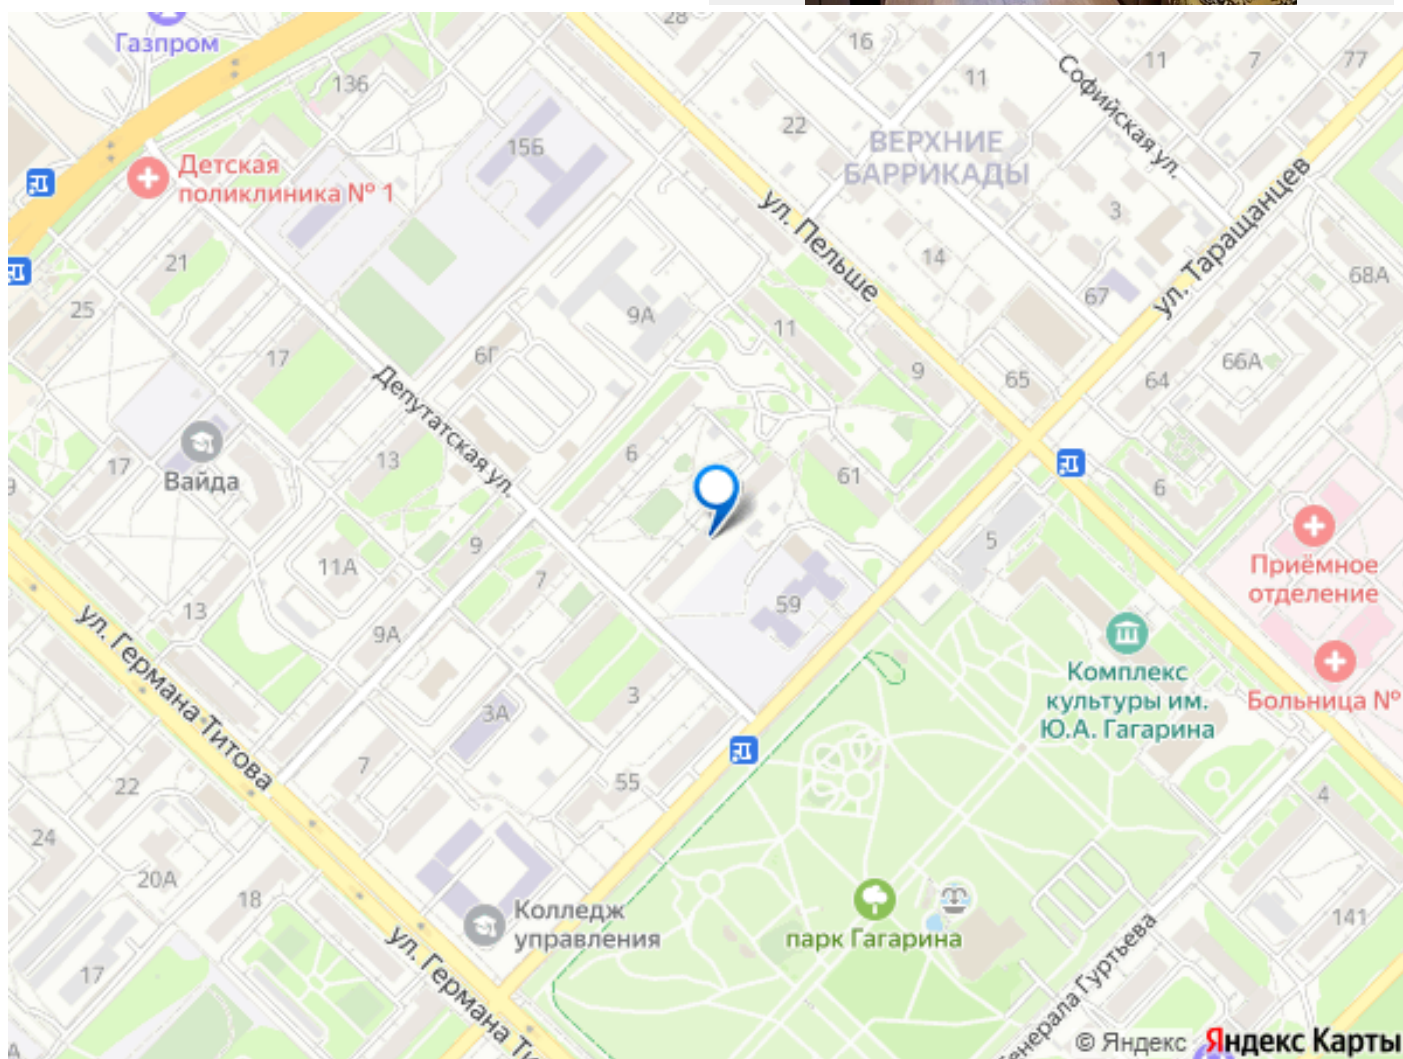 Газпром
28
16
11
Софийская ул.
11
7
77
136
15Б
22
ВЕРХНИЕ
БАРРИКАДЫ
Детская
поликлиника № 1
ул. Пельше
3
ул. Таращанцев
14
21
67
68А
25
9А
11
17
6Г
9
65
64
66А
Депутатская ул.
17
Вайда
13
6
61
6
9
11А
9
7
5
Приёмное
отделение
ул. Германа Титова
13
9А
59
3
Комплекс
культуры им.
Ю.А. Гагарина
Больница №
3А
7
55
22
4
24
20А
18
Колледж
управления
парк Гагарина
141
17
ул. Германа Ти
Генерала Гуртьева
© Яндекс Яндекс Карты